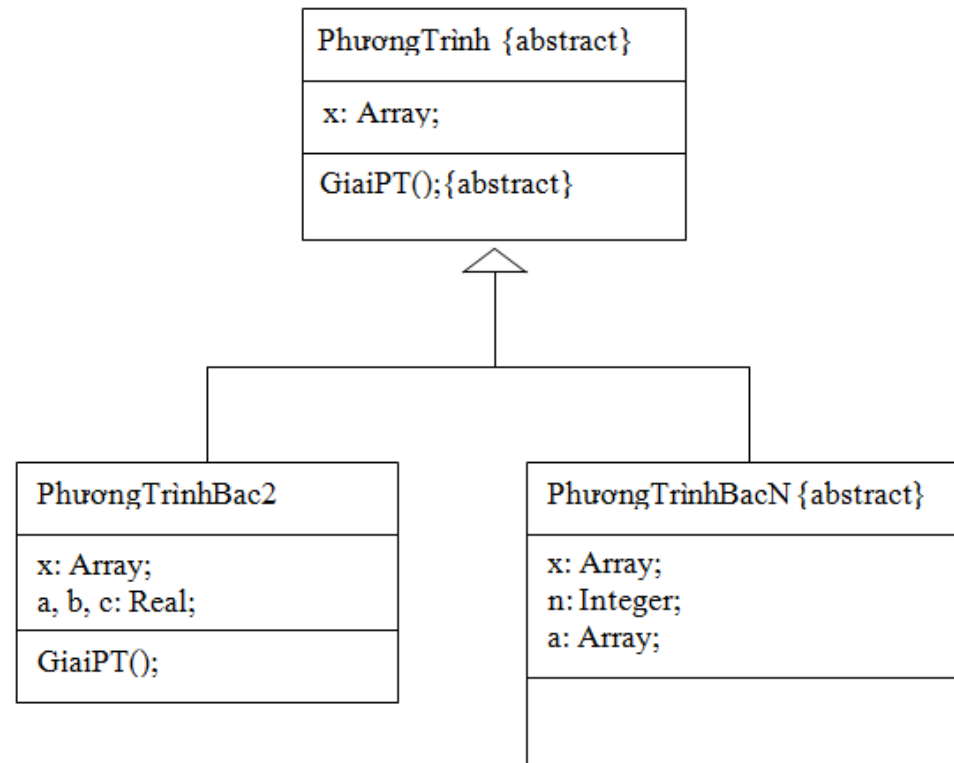 PhươngTrình {abstract}
x: Array;
GiaiPT();{abstract}
PhươngTrìnhBac2
x: Array;
a, b, c: Real;
GiaiPT();
PhươngTrìnhBacN {abstract}
x: Array;
n: Integer;
a: Array;